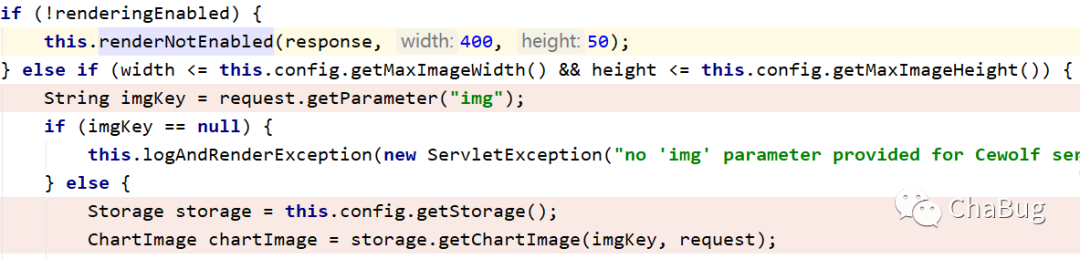 if (!renderingEnabled) {
this.renderNotEnabled(response, width: 400, height: 50);
} else if (width <= this.config.getMaxImageWidth() && height <= this.config.getMaxImageHeight()) {
String imgKey = request.getParameter("img");
if (imgKey == null) {
this.logAndRenderException(new ServletException("no 'img' parameter provided for Cewolf ser
} else {
Storage storage = this.config.getStorage();
ChartImage chartImage = storage.getChartImage(imgKey, request);
ChaBug